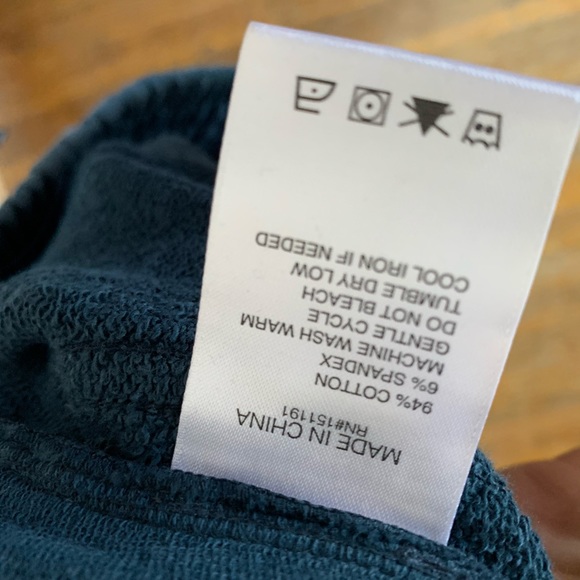 MADE IN CHINA
RN#151191
94% COTTON
6% SPANDEX
MACHINE WASH WARM
GENTLE CYCLE
DO NOT BLEACH
TUMBLE DRY LOW
COOL IRON IF NEEDED